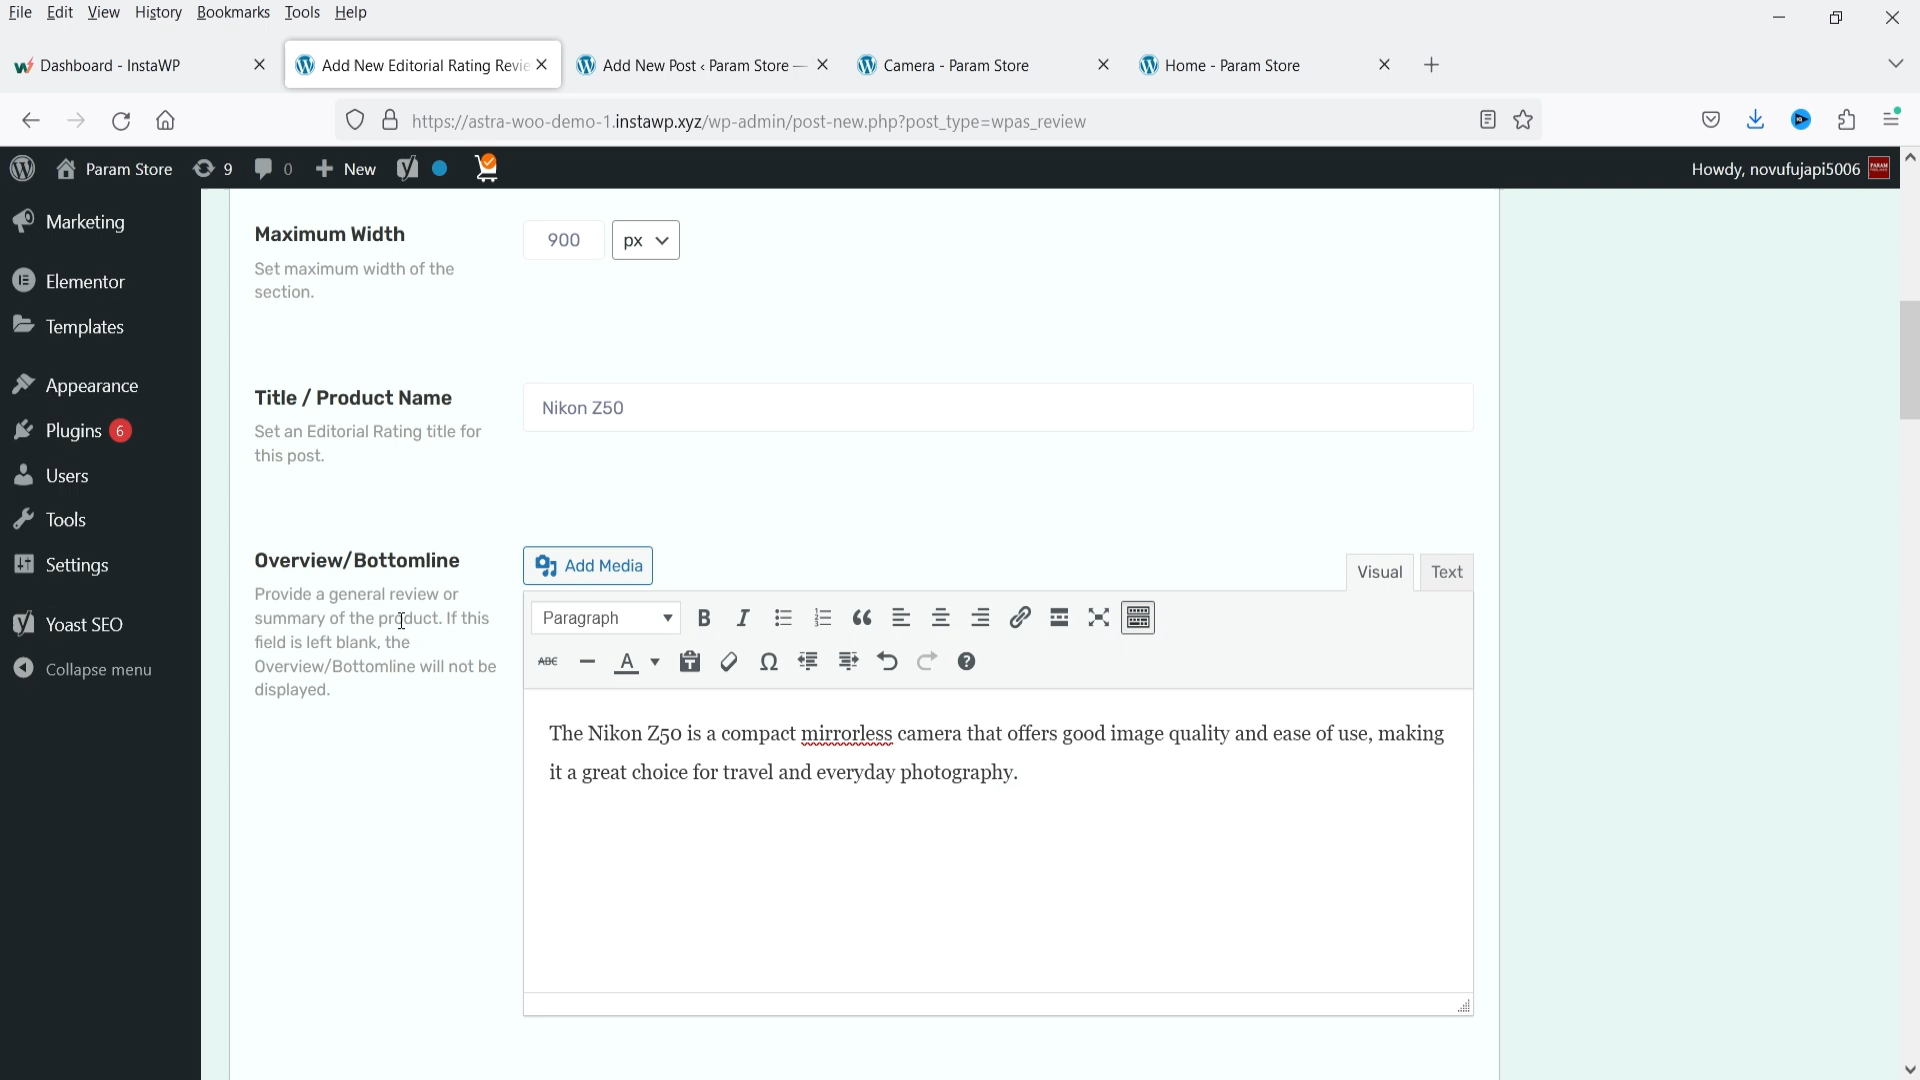 File Edit View History Bookmarks Tools Help
Dashboard - InstaWP
Add New Editorial Rating Revie
Add New Post ‹ Param Store —
Camera - Param Store
Home - Param Store
https://astra-woo-demo-1.instawp.xyz/wp-admin/post-new.php?post_type=wpas_review
Param Store 9 0 New
Howdy, novufujapi5006
Marketing
Elementor
Templates
Appearance
Plugins 6
Users
Tools
Settings
Yoast SEO
Collapse menu
Maximum Width
Set maximum width of the
section.
900 px
Title / Product Name
Set an Editorial Rating title for
this post.
Nikon Z50
Overview/Bottomline
Provide a general review or
summary of the product. If this
field is left blank, the
Overview/Bottomline will not be
displayed.
Add Media
Visual Text
Paragraph
ABC
The Nikon Z50 is a compact mirrorless camera that offers good image quality and ease of use, making
it a great choice for travel and everyday photography.